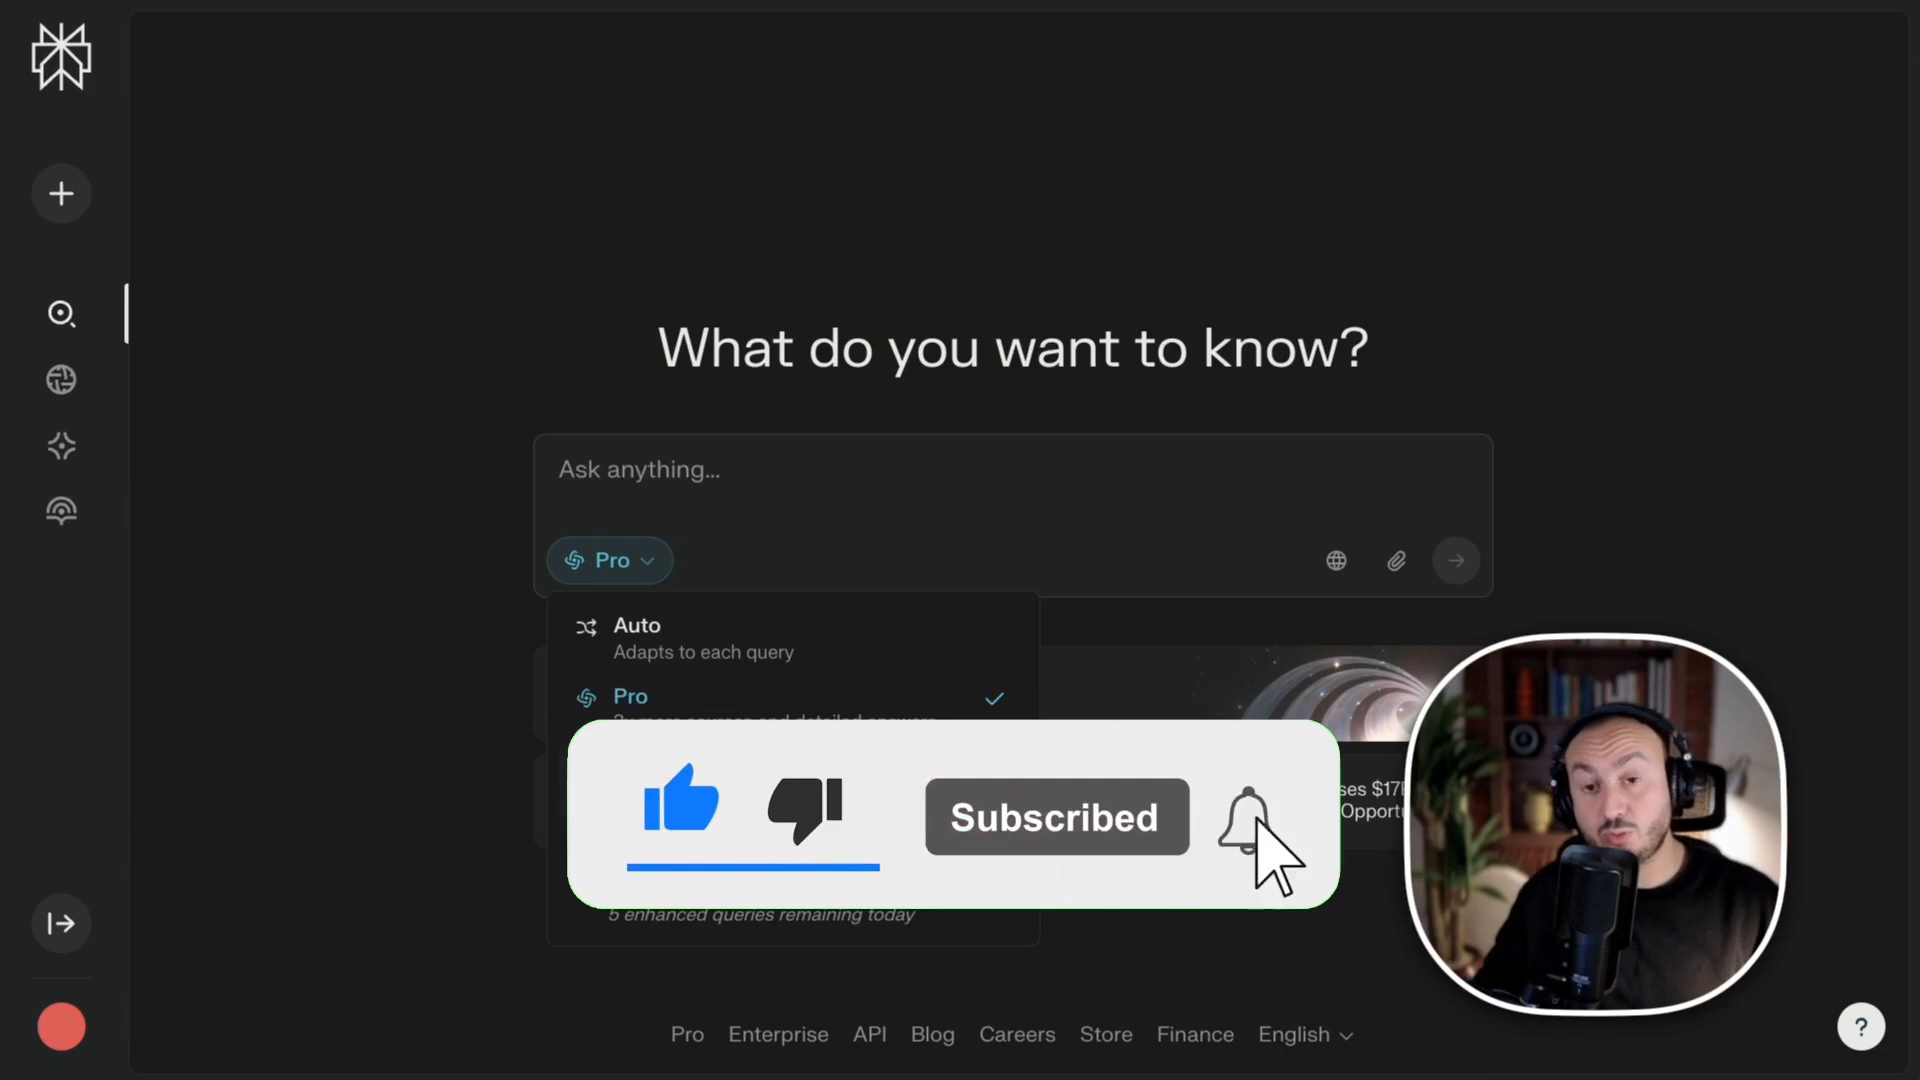 What do you want to know?
Ask anything...
Pro
Auto
Adapts to each query
Pro
ses $17
Opport
Subscribed
5 enhanced queries remaining today
Pro Enterprise API Blog Careers Store Finance English
?